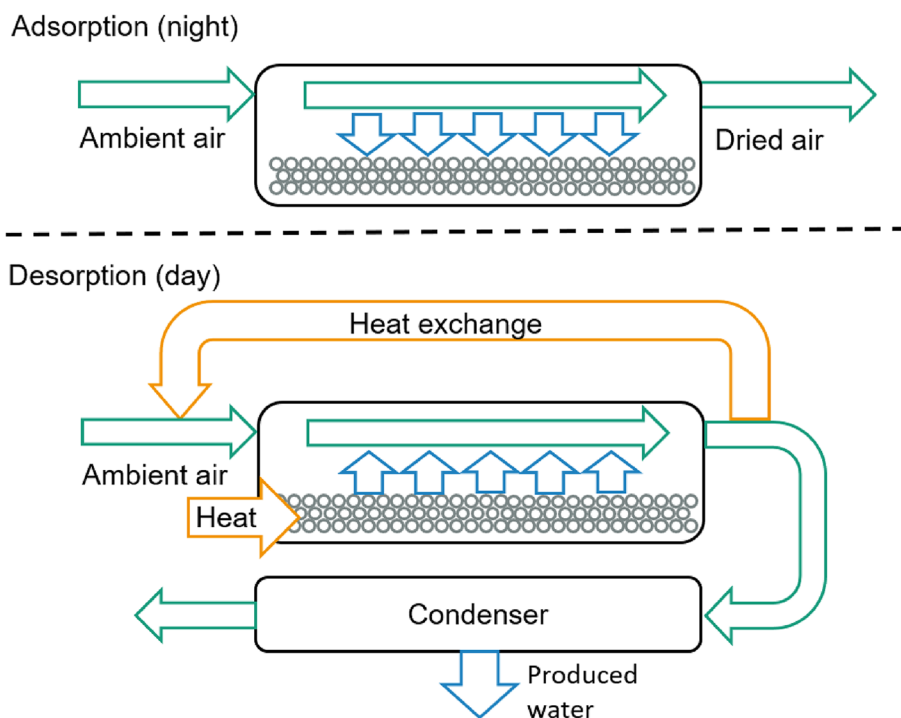 Adsorption (night)
Ambient air
Dried air
Desorption (day)
Heat exchange
Ambient air
Heat
Condenser
Produced
water